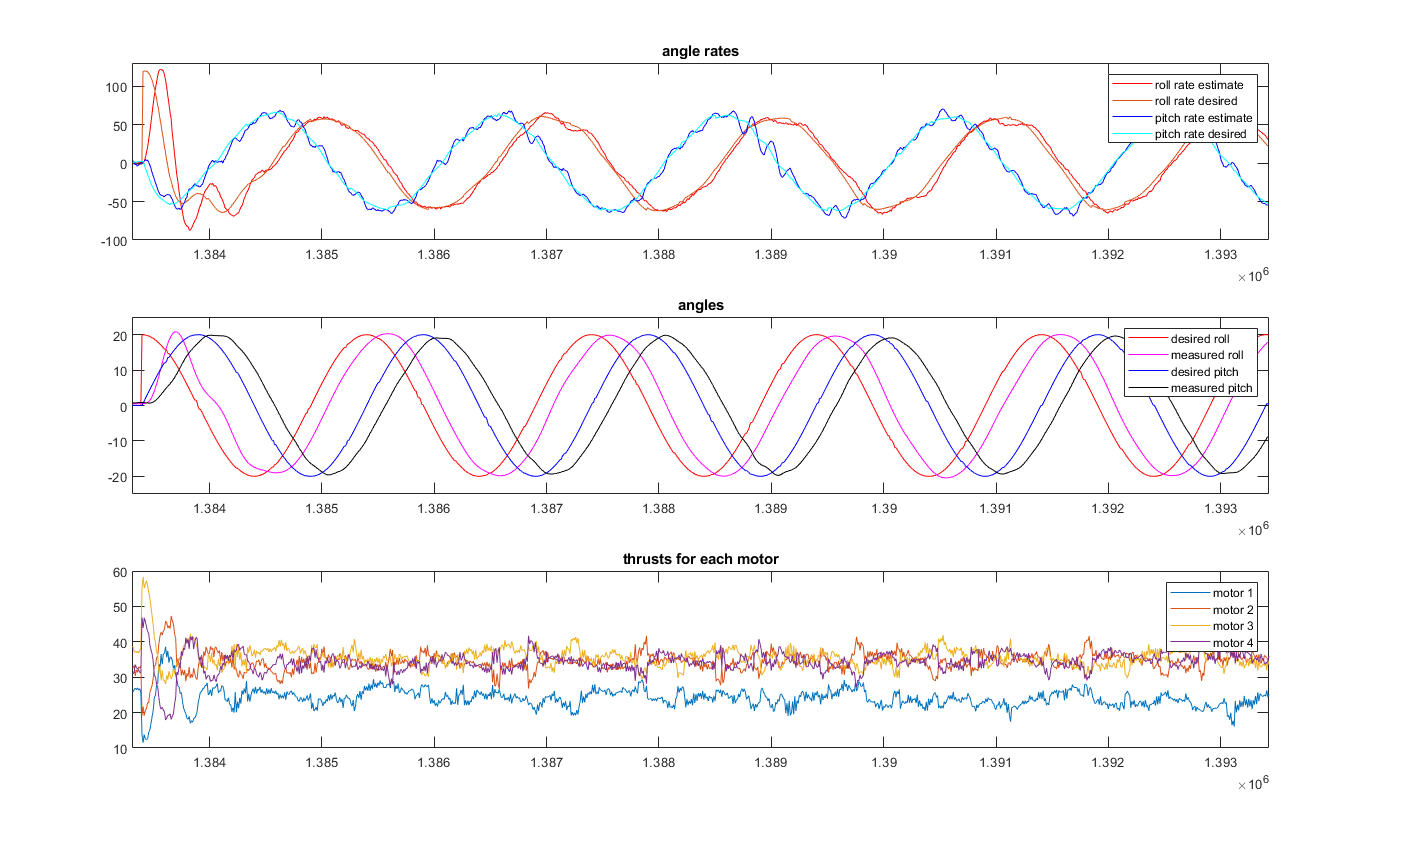 angle rates
100
50
0
-50
-100
roll rate estimate
roll rate desired
pitch rate estimate
pitch rate desired
1.384 1.385 1.386 1.387 1.388 1.389 1.39 1.391 1.392 1.393
×10^6
angles
20
10
0
-10
-20
desired roll
measured roll
desired pitch
measured pitch
1.384 1.385 1.386 1.387 1.388 1.389 1.39 1.391 1.392 1.393
×10^6
thrusts for each motor
60
50
40
30
20
10
motor 1
motor 2
motor 3
motor 4
1.384 1.385 1.386 1.387 1.388 1.389 1.39 1.391 1.392 1.393
×10^6